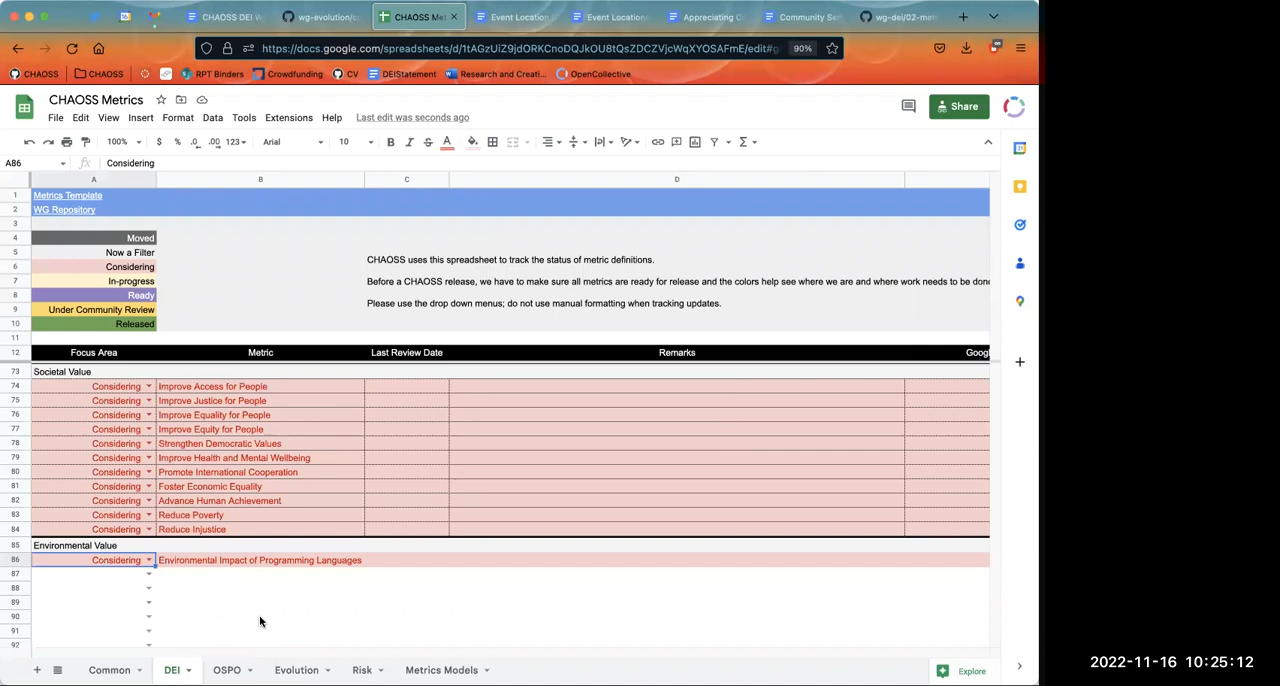 CHAOSS DEI W
wg-evolution/co
CHAOSS Met
Event Location
Event Location
Appreciating C
Community Ser
wg-dei/02-met
https://docs.google.com/spreadsheets/d/1tAGzUiZ9jdORKCnoDQJkOU8tQsZDCZVjcWqXYOSAFmE/edit#g
90%
CHAOSS
CHAOSS
RPT Binders
Crowdfunding
CV
DEIStatement
Research and Creati...
OpenCollective
CHAOSS Metrics
Share
File Edit View Insert Format Data Tools Extensions Help Last edit was seconds ago
100% $ % .0 .00 123 Arial 10 B I S A
A86 fx Considering
A B C D
1 Metrics Template
2 WG Repository
3
4 Moved
5 Now a Filter
CHAOSS uses this spreadsheet to track the status of metric definitions.
6 Considering
7 In-progress
Before a CHAOSS release, we have to make sure all metrics are ready for release and the colors help see where we are and where work needs to be done
8 Ready
Please use the drop down menus; do not use manual formatting when tracking updates.
9 Under Community Review
10 Released
11
12 Focus Area Metric Last Review Date Remarks Googl
73 Societal Value
74 Considering Improve Access for People
75 Considering Improve Justice for People
76 Considering Improve Equality for People
77 Considering Improve Equity for People
78 Considering Strengthen Democratic Values
79 Considering Improve Health and Mental Wellbeing
80 Considering Promote International Cooperation
81 Considering Foster Economic Equality
82 Considering Advance Human Achievement
83 Considering Reduce Poverty
84 Considering Reduce Injustice
85 Environmental Value
86 Considering Environmental Impact of Programming Languages
87
88
89
90
91
92
Common DEI OSPO Evolution Risk Metrics Models
Explore
2022-11-16 10:25:12